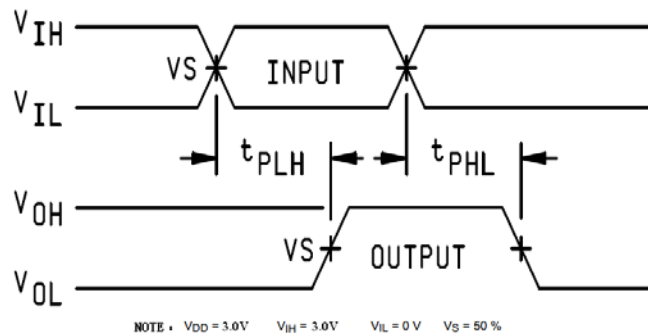 VIH
VS INPUT
VIL
tPLH tPHL
VOH
VS OUTPUT
VOL
NOTE: VDD = 3.0V VIH = 3.0V VIL = 0 V VS = 50 %